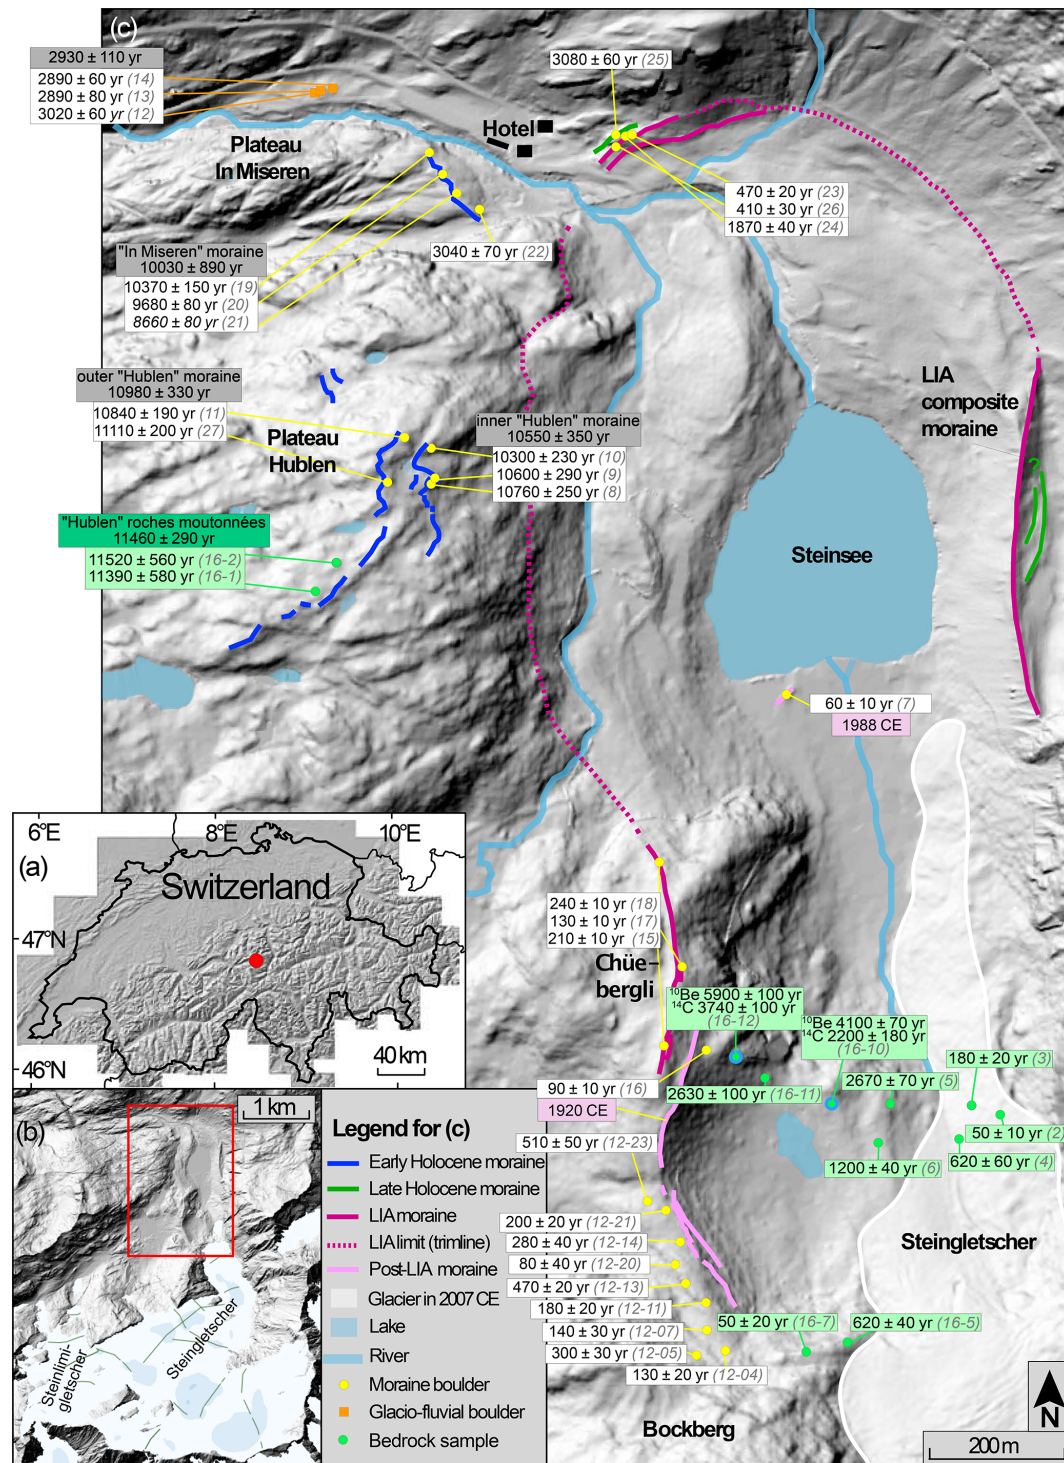 (c)
2930 ± 110 yr
2890 ± 60 yr (14)
2890 ± 80 yr (13)
3020 ± 60 yr (12)
3080 ± 60 yr (25)
Hotel
Plateau
In Miseren
470 ± 20 yr (23)
410 ± 30 yr (26)
1870 ± 40 yr (24)
3040 ± 70 yr (22)
"In Miseren" moraine
10030 ± 890 yr
10370 ± 150 yr (19)
9680 ± 80 yr (20)
8660 ± 80 yr (21)
outer "Hublen" moraine
10980 ± 330 yr
10840 ± 190 yr (11)
11110 ± 200 yr (27)
Plateau
Hublen
inner "Hublen" moraine
10550 ± 350 yr
10300 ± 230 yr (10)
10600 ± 290 yr (9)
10760 ± 250 yr (8)
LIA
composite
moraine
?
"Hublen" roches moutonnées
11460 ± 290 yr
11520 ± 560 yr (16-2)
11390 ± 580 yr (16-1)
Steinsee
60 ± 10 yr (7)
1988 CE
6°E
8°E
10°E
(a)
Switzerland
47°N
46°N
40 km
240 ± 10 yr (18)
130 ± 10 yr (17)
210 ± 10 yr (15)
Chüe-
bergli
¹⁰Be 5900 ± 100 yr
¹⁴C 3740 ± 100 yr
(16-12)
¹⁰Be 4100 ± 70 yr
¹⁴C 2200 ± 180 yr
(16-10)
180 ± 20 yr (3)
90 ± 10 yr (16)
1920 CE
2630 ± 100 yr (16-11)
2670 ± 70 yr (5)
50 ± 10 yr (2)
1200 ± 40 yr (6)
620 ± 60 yr (4)
510 ± 50 yr (12-23)
200 ± 20 yr (12-21)
280 ± 40 yr (12-14)
80 ± 40 yr (12-20)
470 ± 20 yr (12-13)
180 ± 20 yr (12-11)
140 ± 30 yr (12-07)
300 ± 30 yr (12-05)
130 ± 20 yr (12-04)
50 ± 20 yr (16-7)
620 ± 40 yr (16-5)
Steingletscher
Bockberg
N
200 m
(b)
1 km
Steinlimi-
gletscher
Steingletscher
Legend for (c)
Early Holocene moraine
Late Holocene moraine
LIA moraine
LIA limit (trimline)
Post-LIA moraine
Glacier in 2007 CE
Lake
River
Moraine boulder
Glacio-fluvial boulder
Bedrock sample